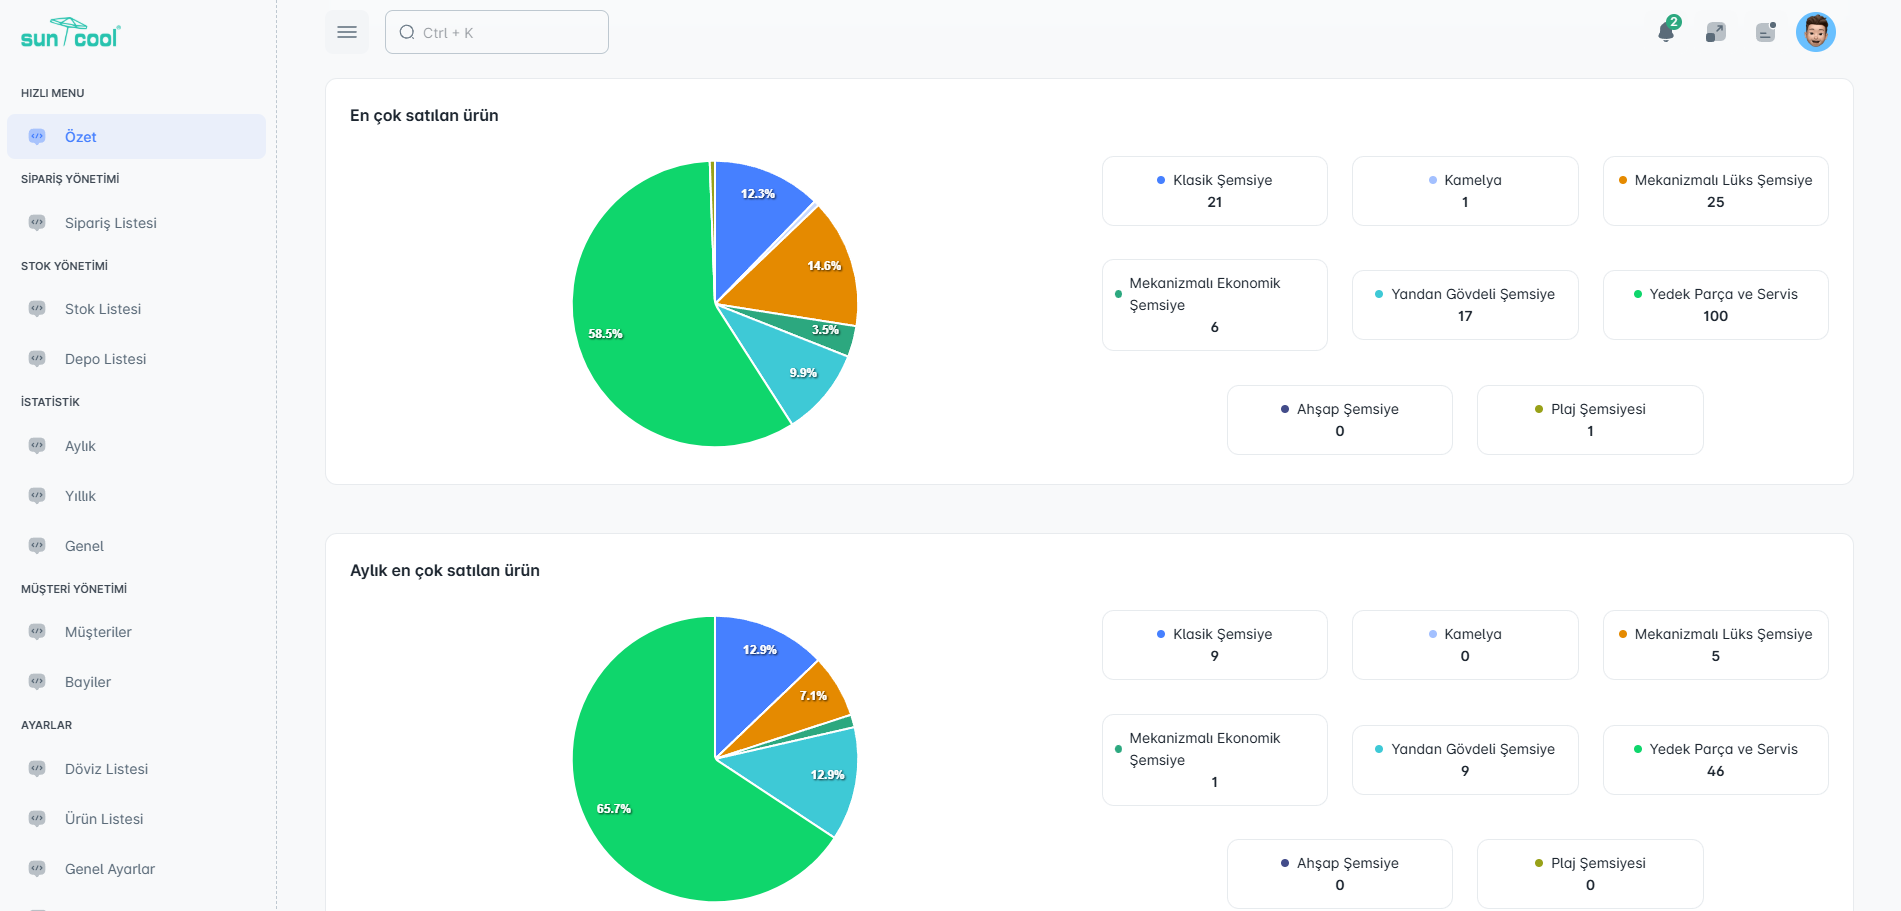 sun cool
HIZLI MENU
Özet
SİPARİŞ YÖNETİMİ
Sipariş Listesi
STOK YÖNETİMİ
Stok Listesi
Depo Listesi
İSTATİSTİK
Aylık
Yıllık
Genel
MÜŞTERİ YÖNETİMİ
Müşteriler
Bayiler
AYARLAR
Döviz Listesi
Ürün Listesi
Genel Ayarlar
Ctrl + K
2
En çok satılan ürün
12.3%
14.6%
3.5%
9.9%
58.5%
Klasik Şemsiye
21
Kamelya
1
Mekanizmalı Lüks Şemsiye
25
Mekanizmalı Ekonomik
Şemsiye
6
Yandan Gövdeli Şemsiye
17
Yedek Parça ve Servis
100
Ahşap Şemsiye
0
Plaj Şemsiyesi
1
Aylık en çok satılan ürün
12.9%
7.1%
12.9%
65.7%
Klasik Şemsiye
9
Kamelya
0
Mekanizmalı Lüks Şemsiye
5
Mekanizmalı Ekonomik
Şemsiye
1
Yandan Gövdeli Şemsiye
9
Yedek Parça ve Servis
46
Ahşap Şemsiye
0
Plaj Şemsiyesi
0